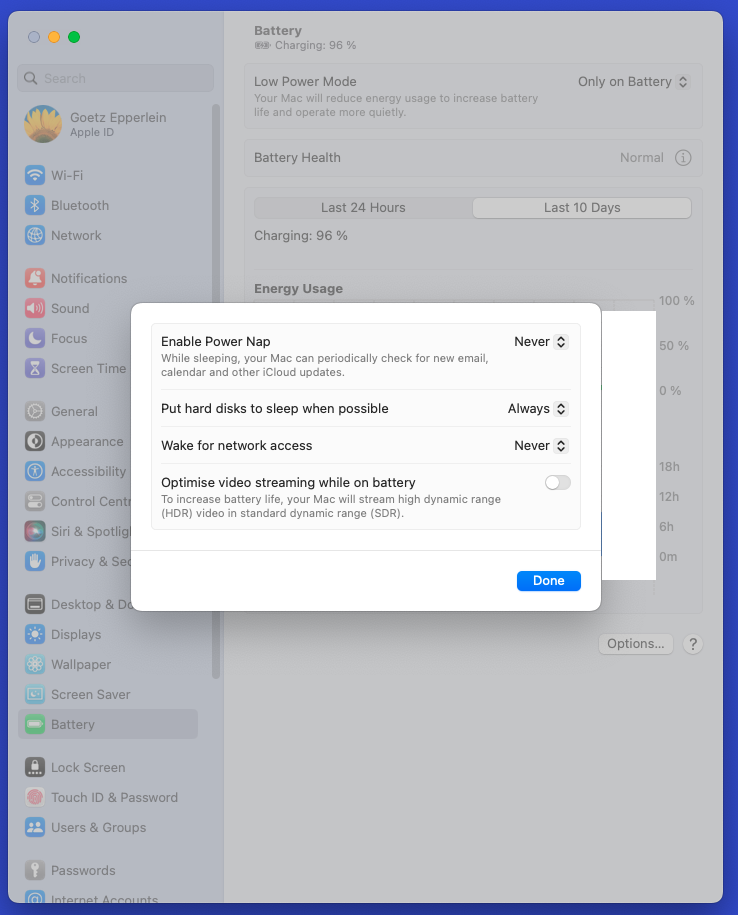 Search
Goetz Epperlein
Apple ID
Wi-Fi
Bluetooth
Network
Notifications
Sound
Focus
Screen Time
General
Appearance
Accessibility
Control Centr
Siri & Spotlig
Privacy & Sec
Desktop & Do
Displays
Wallpaper
Screen Saver
Battery
Lock Screen
Touch ID & Password
Users & Groups
Passwords
Internet Accounts
Battery
Charging: 96 %
Low Power Mode
Only on Battery
Your Mac will reduce energy usage to increase battery
life and operate more quietly.
Battery Health
Normal
Last 24 Hours
Last 10 Days
Charging: 96 %
Energy Usage
100 %
50 %
0 %
18h
12h
6h
0m
Options...
?
Enable Power Nap
Never
While sleeping, your Mac can periodically check for new email,
calendar and other iCloud updates.
Put hard disks to sleep when possible
Always
Wake for network access
Never
Optimise video streaming while on battery
To increase battery life, your Mac will stream high dynamic range
(HDR) video in standard dynamic range (SDR).
Done